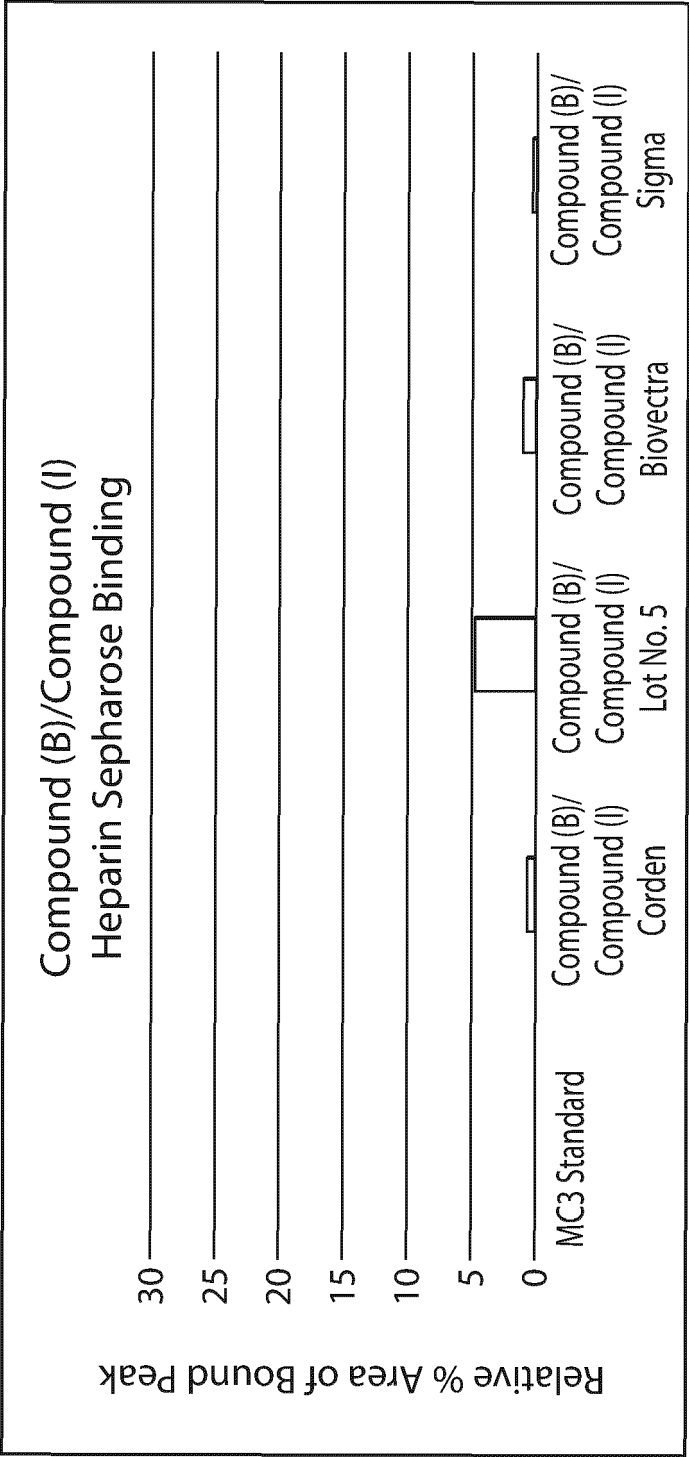 Compound (B)/Compound (I)
Heparin Sepharose Binding
Relative % Area of Bound Peak
30
25
20
15
10
5
0
MC3 Standard
Compound (B)/
Compound (I)
Corden
Compound (B)/
Compound (I)
Lot No. 5
Compound (B)/
Compound (I)
Biovectra
Compound (B)/
Compound (I)
Sigma